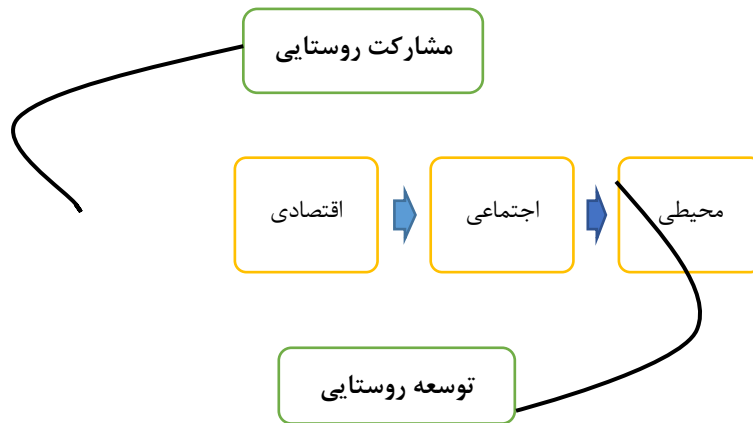 مشارکت روستایی
محیطی
اجتماعی
اقتصادی
توسعه روستایی